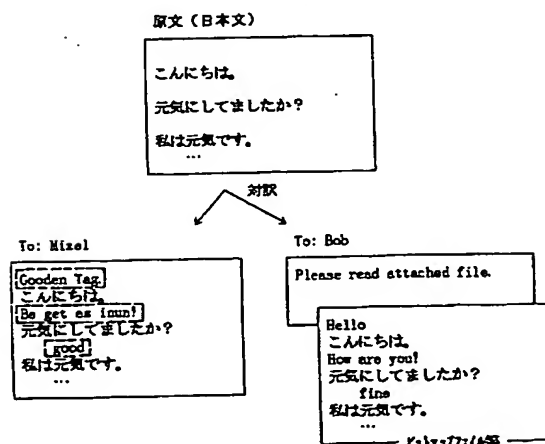 原文（日本文）
こんにちは。
元気にしてましたか？
私は元気です。
...
対訳
To: Mizel
Gooden Tag
こんにちは。
Be get as inun!
元気にしてましたか？
good
私は元気です。
...
To: Bob
Please read attached file.
Hello
こんにちは。
How are you!
元気にしてましたか？
fine
私は元気です。
...